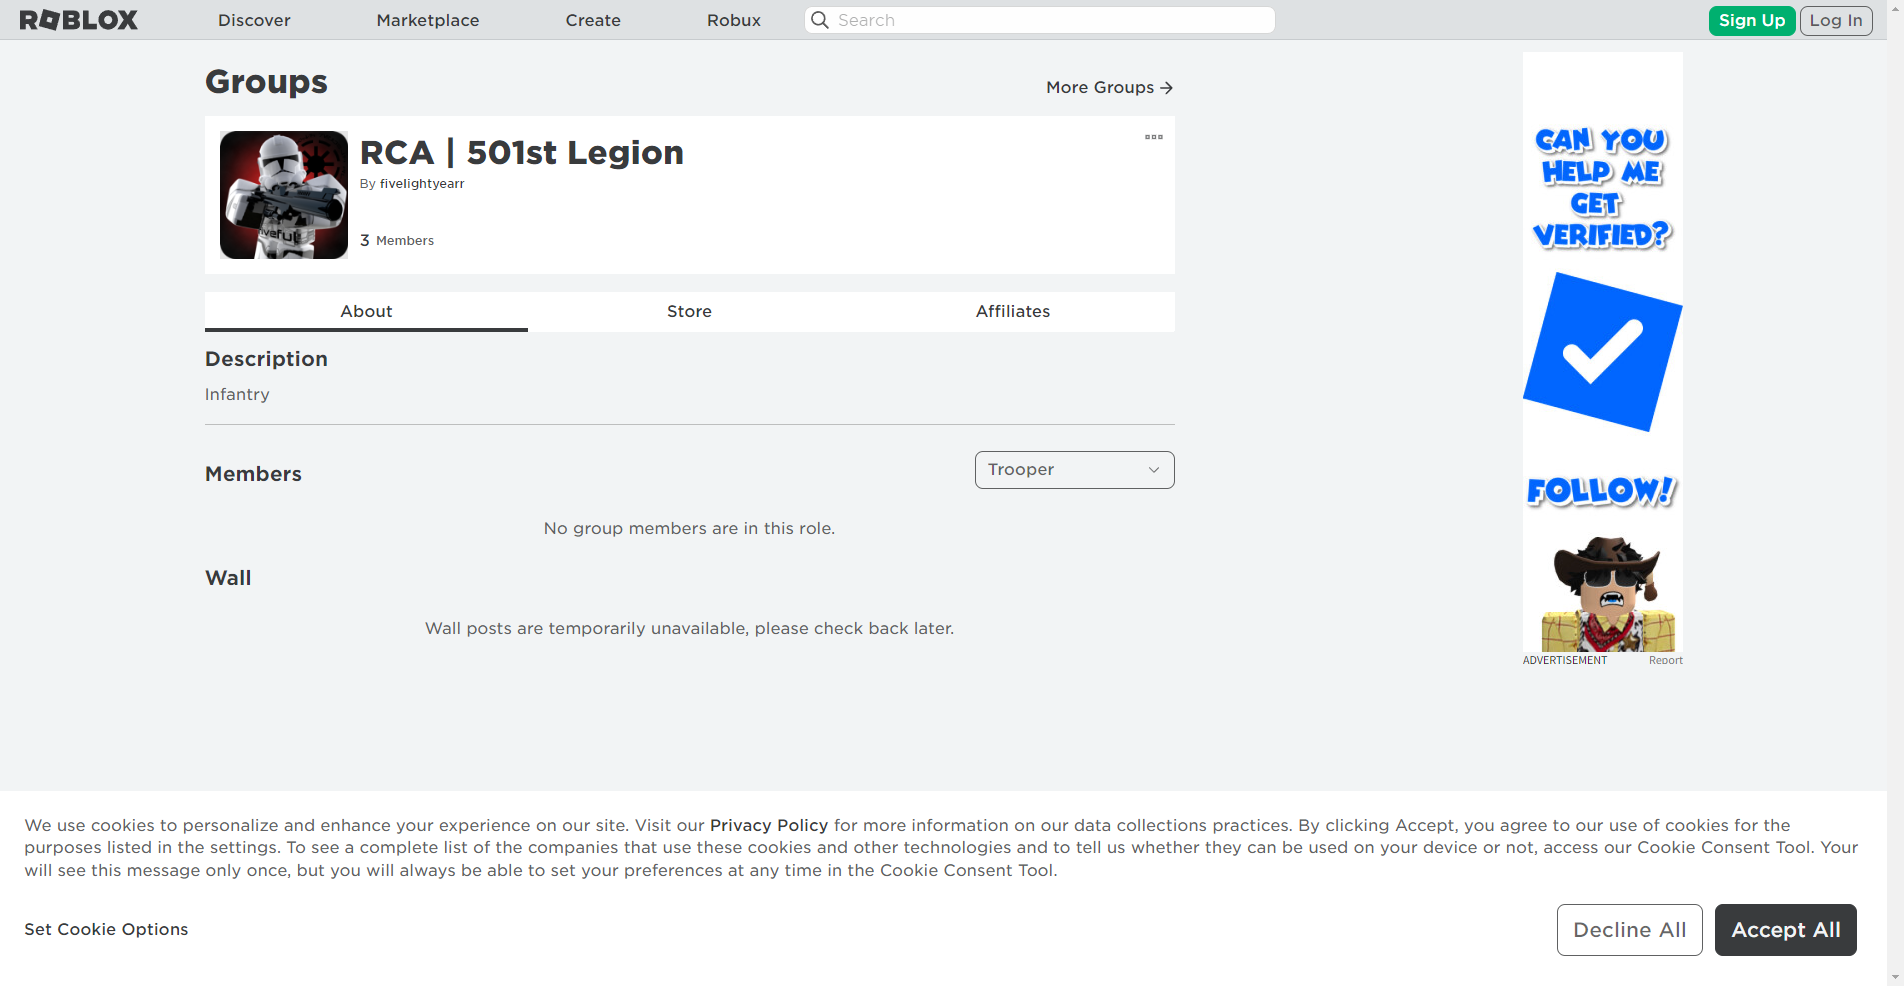 ROBLOX
Discover
Marketplace
Create
Robux
Search
Sign Up
Log In
Groups
More Groups
RCA | 501st Legion
By fivelightyearr
3 Members
About
Store
Affiliates
Description
Infantry
Members
Trooper
No group members are in this role.
Wall
Wall posts are temporarily unavailable, please check back later.
CAN YOU
HELP ME
GET
VERIFIED?
FOLLOW!
ADVERTISEMENT
Report
We use cookies to personalize and enhance your experience on our site. Visit our Privacy Policy for more information on our data collections practices. By clicking Accept, you agree to our use of cookies for the
purposes listed in the settings. To see a complete list of the companies that use these cookies and other technologies and to tell us whether they can be used on your device or not, access our Cookie Consent Tool. Your
will see this message only once, but you will always be able to set your preferences at any time in the Cookie Consent Tool.
Set Cookie Options
Decline All
Accept All